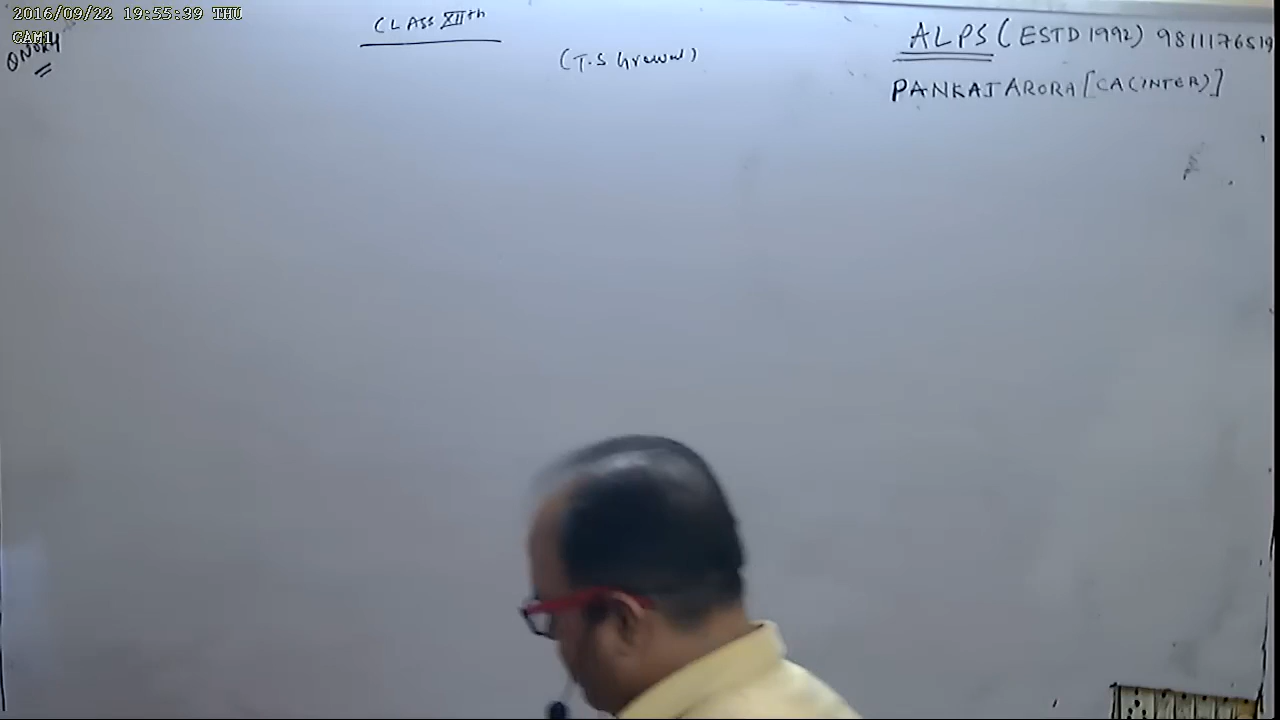 2016/09/22 19:55:39 THU
CAM1
CLASS XIIth
(T.S Grewal)
ALPS (ESTD 1992) 9811176519
PANKAJ ARORA [CA (INTER)]